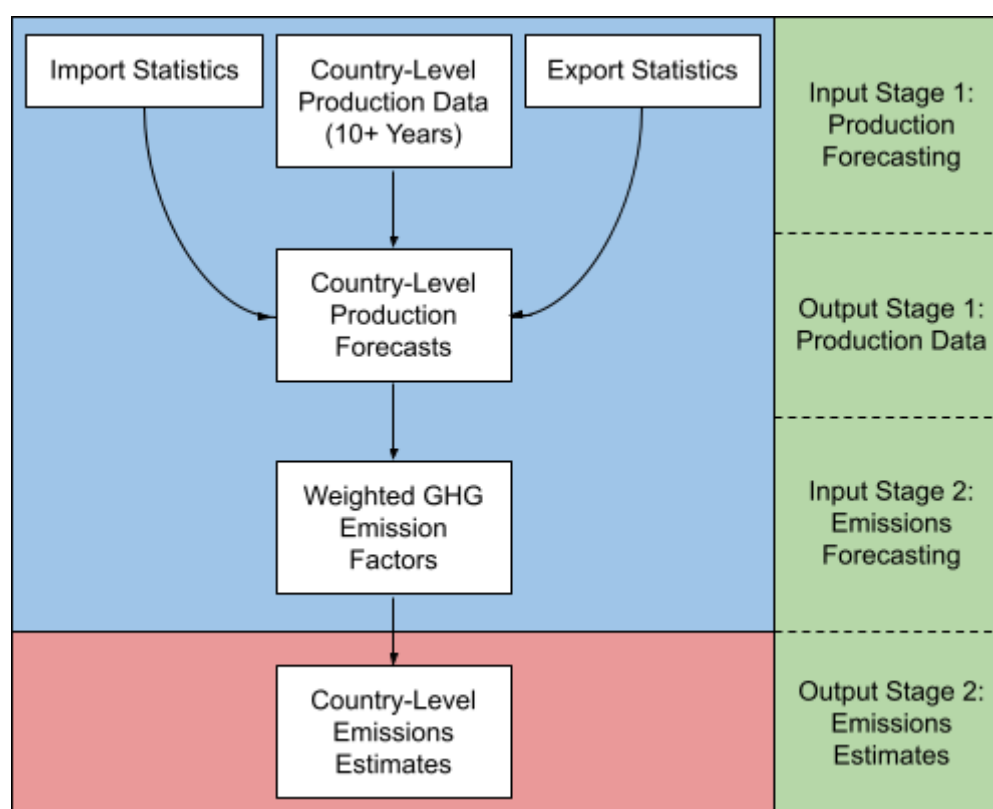 Import Statistics
Country-Level
Production Data
(10+ Years)
Export Statistics
Input Stage 1:
Production
Forecasting
Country-Level
Production
Forecasts
Output Stage 1:
Production Data
Weighted GHG
Emission
Factors
Input Stage 2:
Emissions
Forecasting
Country-Level
Emissions
Estimates
Output Stage 2:
Emissions
Estimates